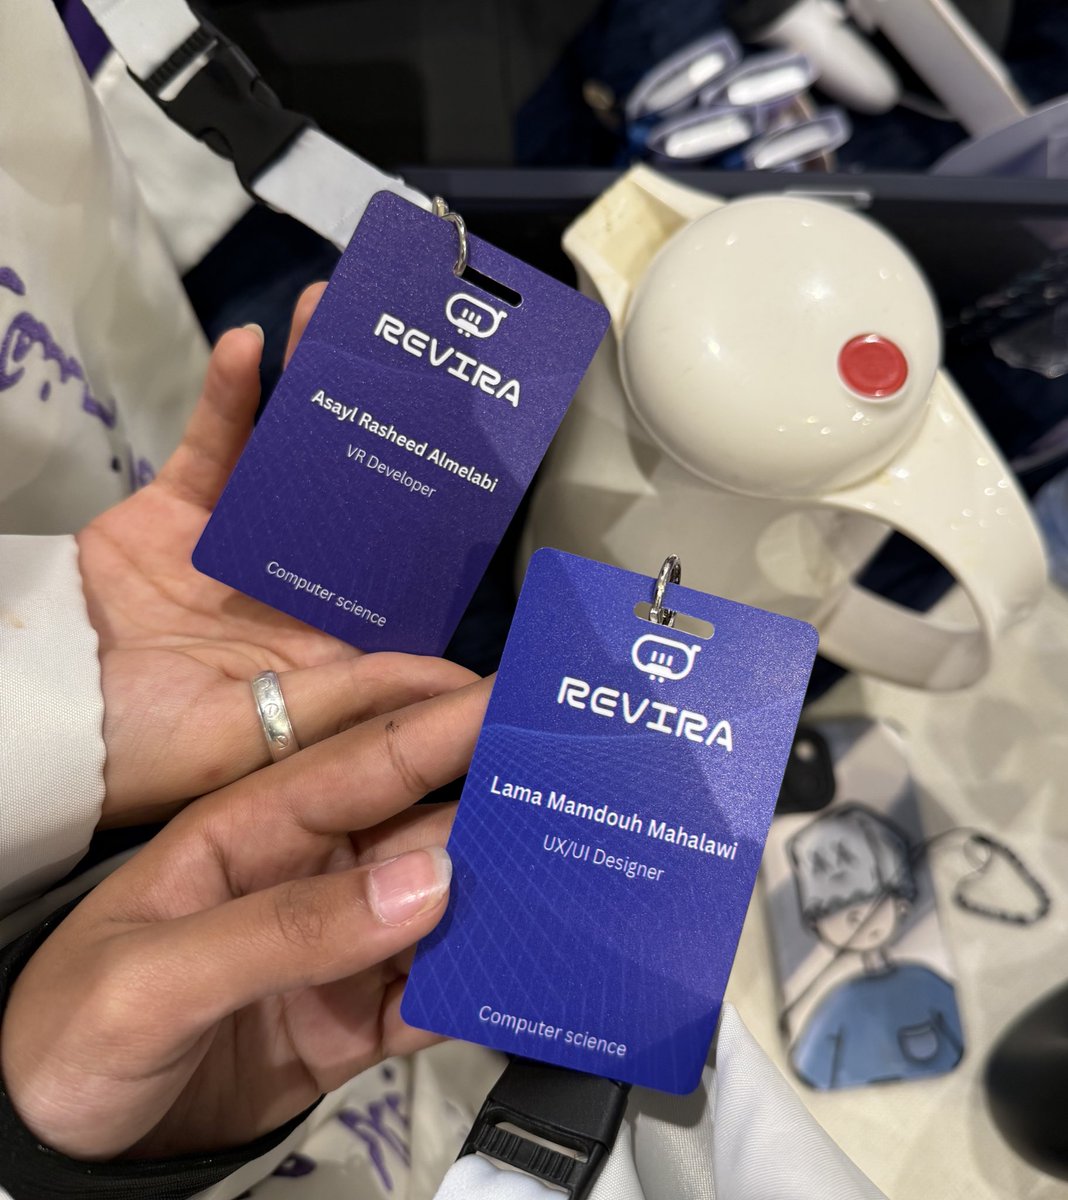 REVIRA
Asayl Rasheed Almelabi
VR Developer
Computer science
REVIRA
Lama Mamdouh Mahalawi
UX/UI Designer
Computer science